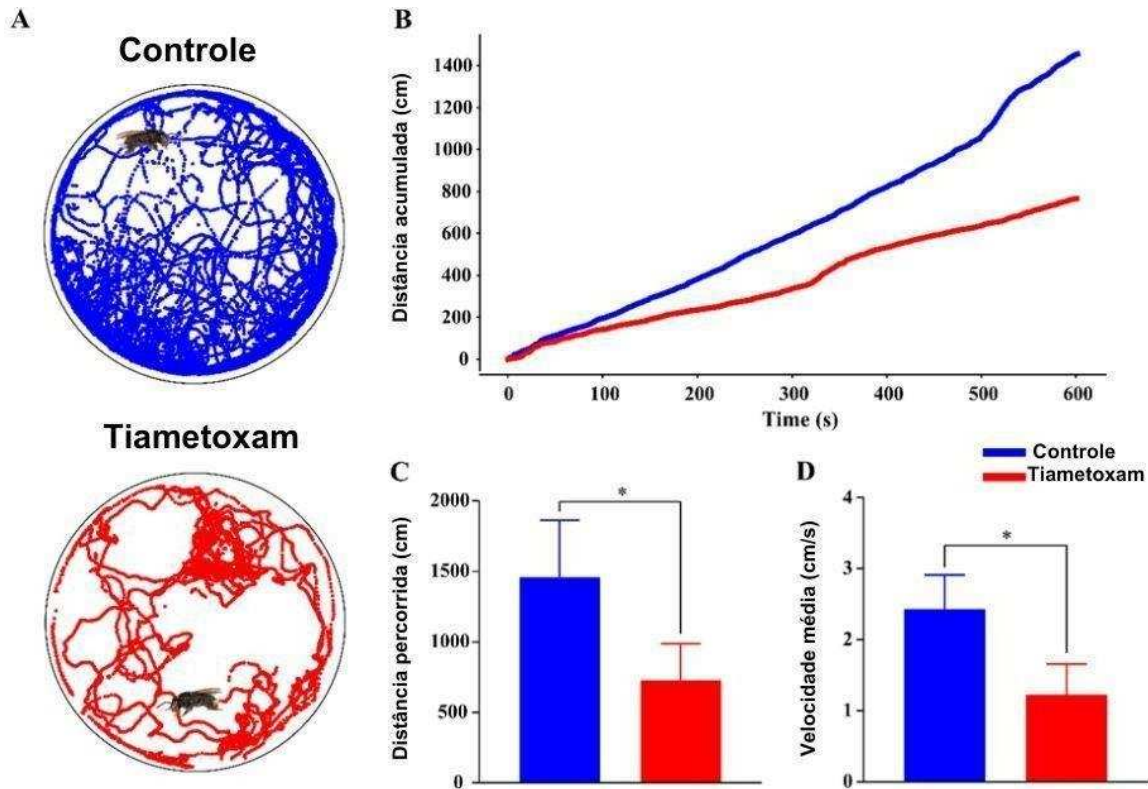 A
Controle
Tiametoxam
B
Distância acumulada (cm)
1400
1200
1000
800
600
400
200
0
0 100 200 300 400 500 600
Time (s)
Controle
Tiametoxam
C
Distância percorrida (cm)
2000
1500
1000
500
0
*
D
Velocidade média (cm/s)
4
3
2
1
0
*